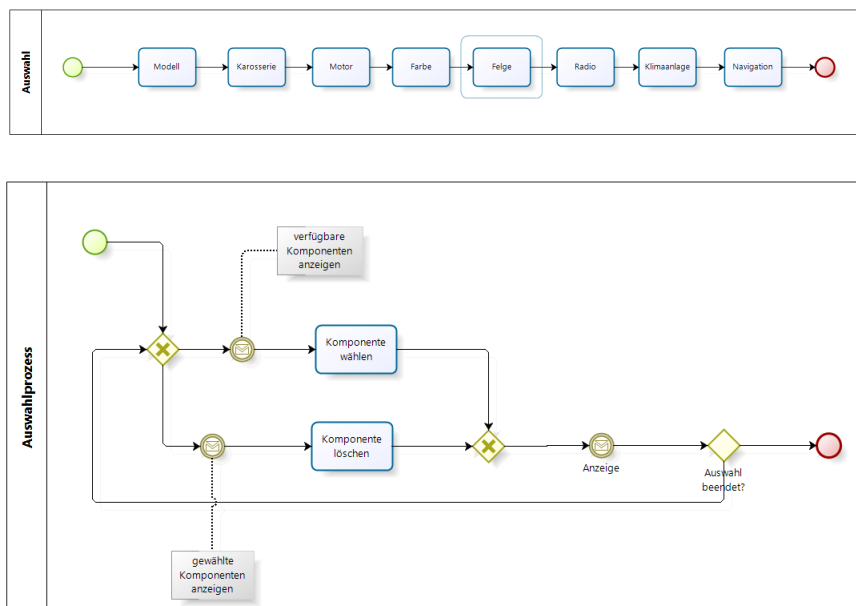 Auswahl
Modell
Karosserie
Motor
Farbe
Felge
Radio
Klimaanlage
Navigation
Auswahlprozess
verfügbare
Komponenten
anzeigen
Komponente
wählen
Komponente
löschen
Anzeige
Auswahl
beendet?
gewählte
Komponenten
anzeigen